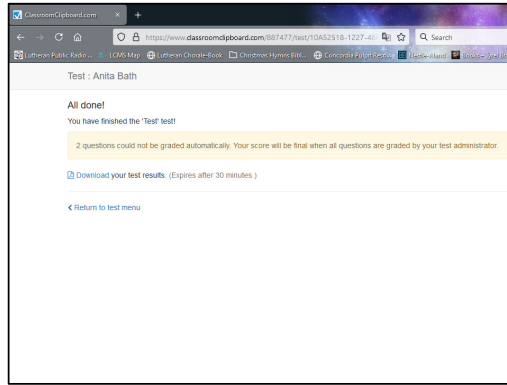 ClassroomClipboard.com
https://www.classroomclipboard.com/887477/test/10A52518-1227-4
Search
Lutheran Public Radio ...
LCMS Map
Lutheran Chorale-Book
Christmas Hymns Bibl...
Concordia Pulpit
Test : Anita Bath
All done!
You have finished the 'Test' test!
2 questions could not be graded automatically. Your score will be final when all questions are graded by your test administrator.
Download your test results. (Expires after 30 minutes.)
Return to test menu